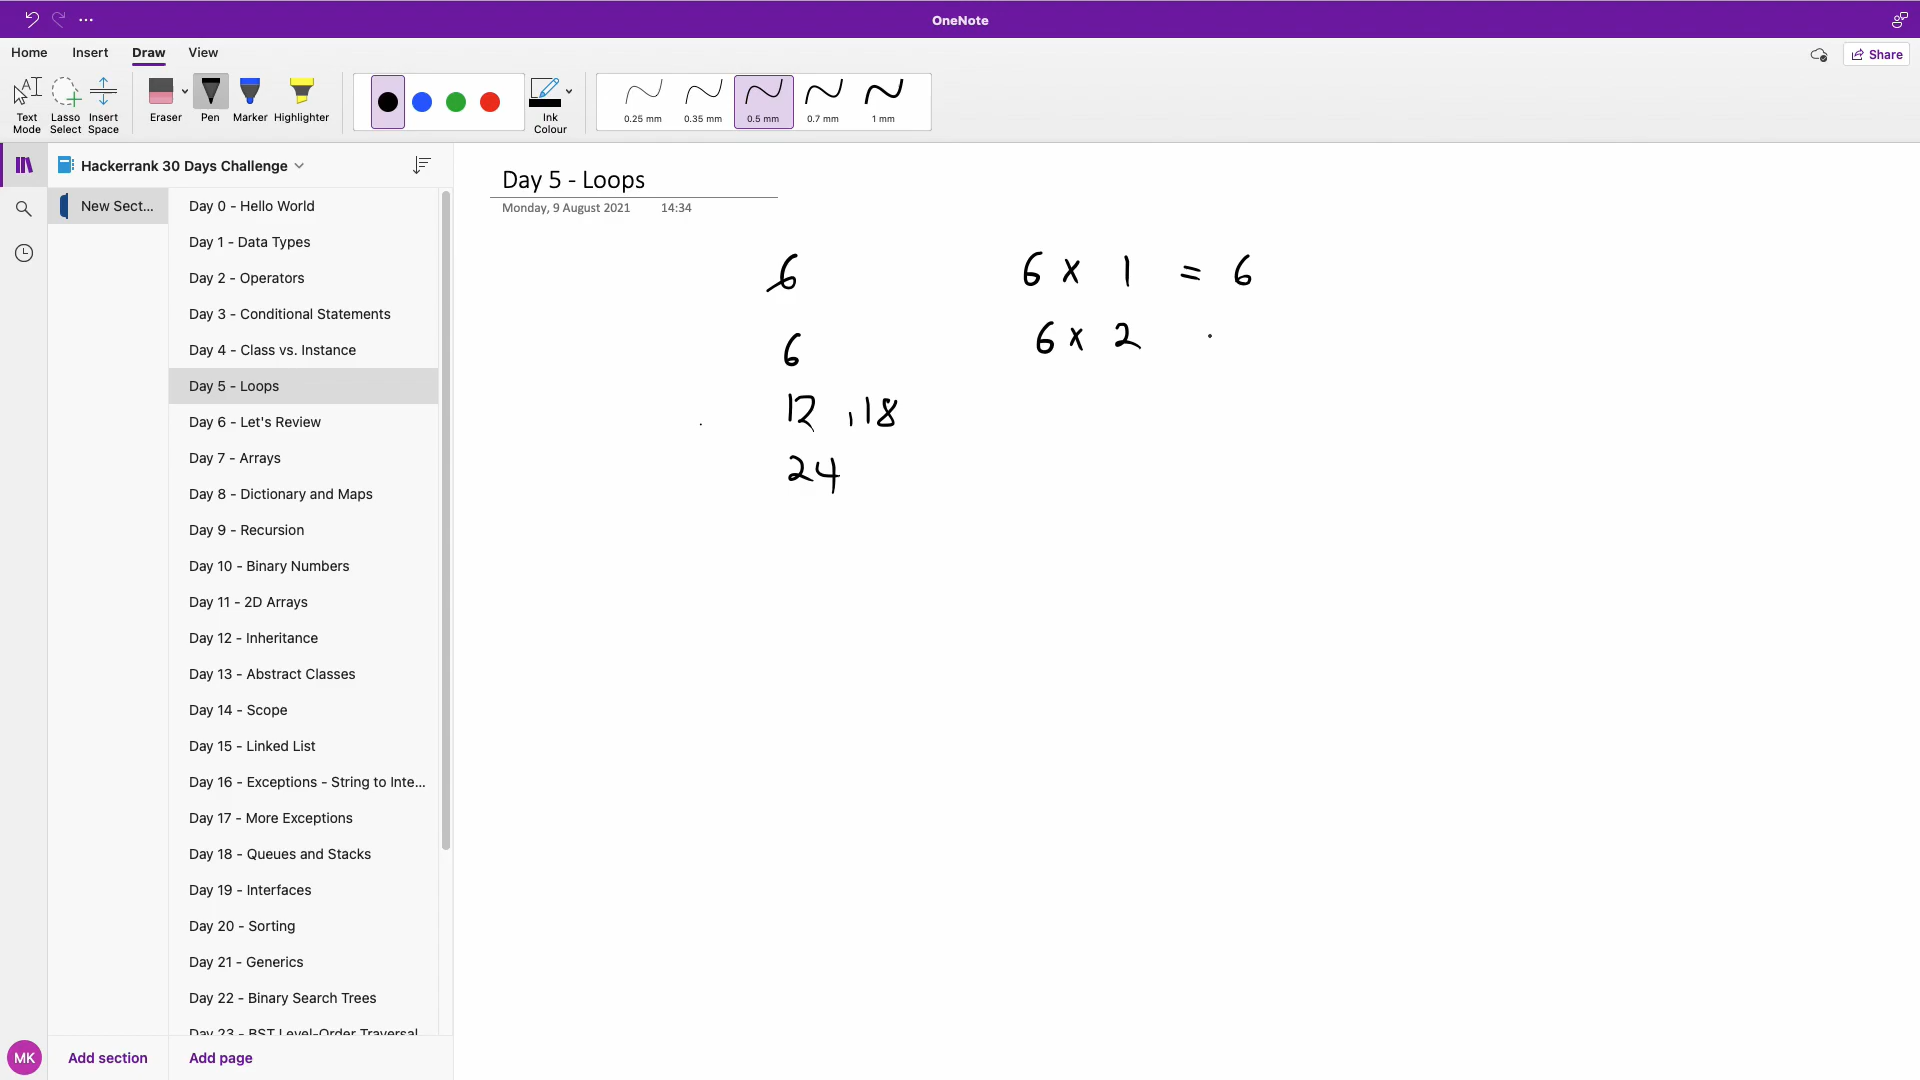 OneNote
Home Insert Draw View
Share
Text Mode
Lasso Select
Insert Space
Eraser
Pen
Marker
Highlighter
Ink Colour
0.25 mm
0.35 mm
0.5 mm
0.7 mm
1 mm
Hackerrank 30 Days Challenge
New Sect...
Day 0 - Hello World
Day 1 - Data Types
Day 2 - Operators
Day 3 - Conditional Statements
Day 4 - Class vs. Instance
Day 5 - Loops
Day 6 - Let's Review
Day 7 - Arrays
Day 8 - Dictionary and Maps
Day 9 - Recursion
Day 10 - Binary Numbers
Day 11 - 2D Arrays
Day 12 - Inheritance
Day 13 - Abstract Classes
Day 14 - Scope
Day 15 - Linked List
Day 16 - Exceptions - String to Inte...
Day 17 - More Exceptions
Day 18 - Queues and Stacks
Day 19 - Interfaces
Day 20 - Sorting
Day 21 - Generics
Day 22 - Binary Search Trees
Day 23 - BST Level-Order Traversal
MK
Add section
Add page
Day 5 - Loops
Monday, 9 August 2021 14:34
6 6 x 1 = 6
6 6 x 2
12 , 18
24